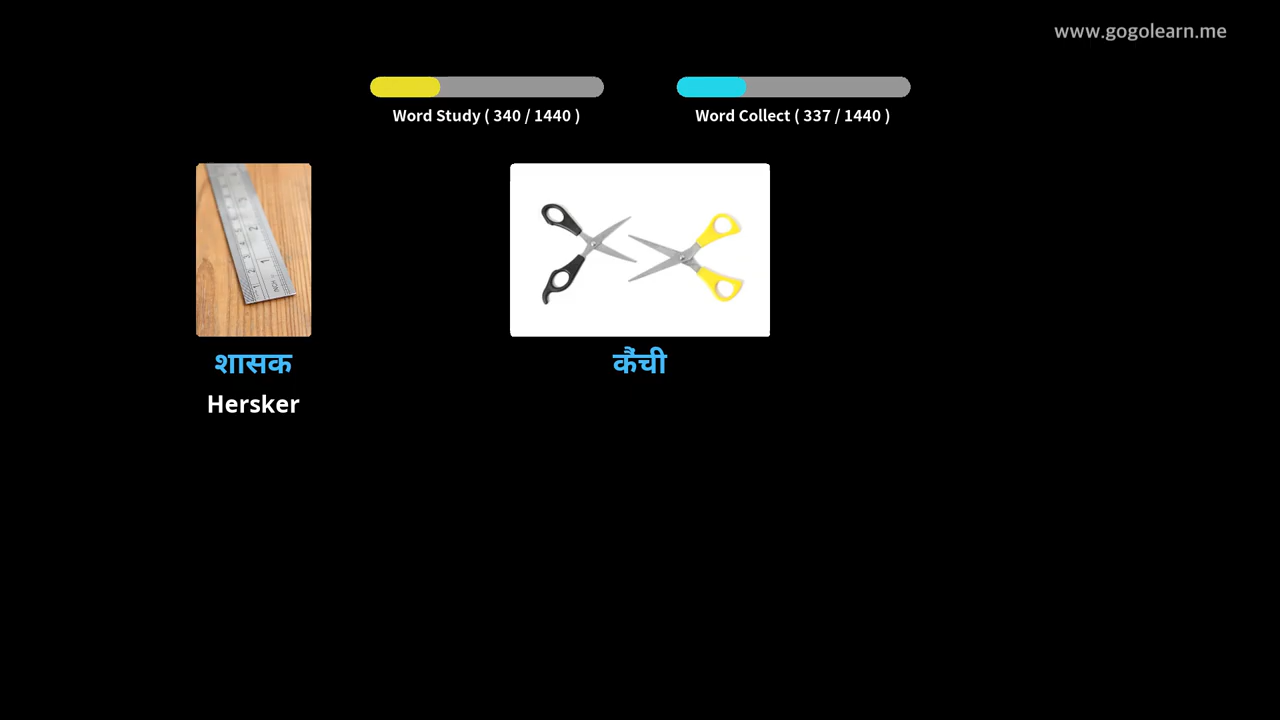 www.gogolearn.me
Word Study ( 340 / 1440 )
Word Collect ( 337 / 1440 )
शासक
कैंची
Hersker